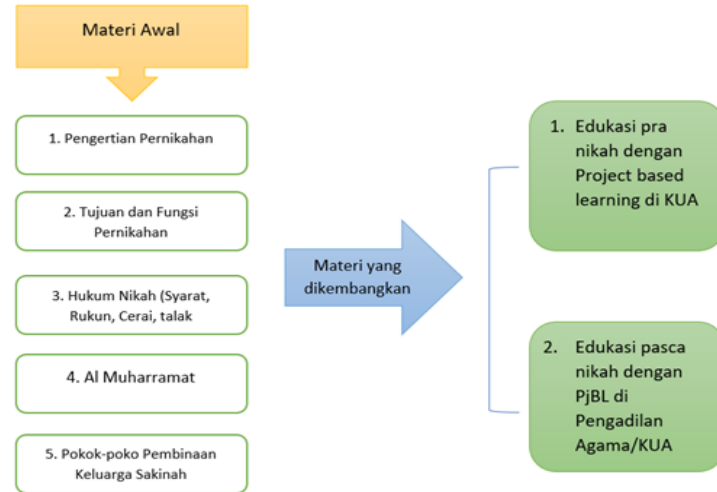 Materi Awal
1. Pengertian Pernikahan
2. Tujuan dan Fungsi
Pernikahan
3. Hukum Nikah (Syarat,
Rukun, Cerai, talak
4. Al Muharramat
5. Pokok-poko Pembinaan
Keluarga Sakinah
Materi yang
dikembangkan
1. Edukasi pra
nikah dengan
Project based
learning di KUA
2. Edukasi pasca
nikah dengan
PjBL di
Pengadilan
Agama/KUA